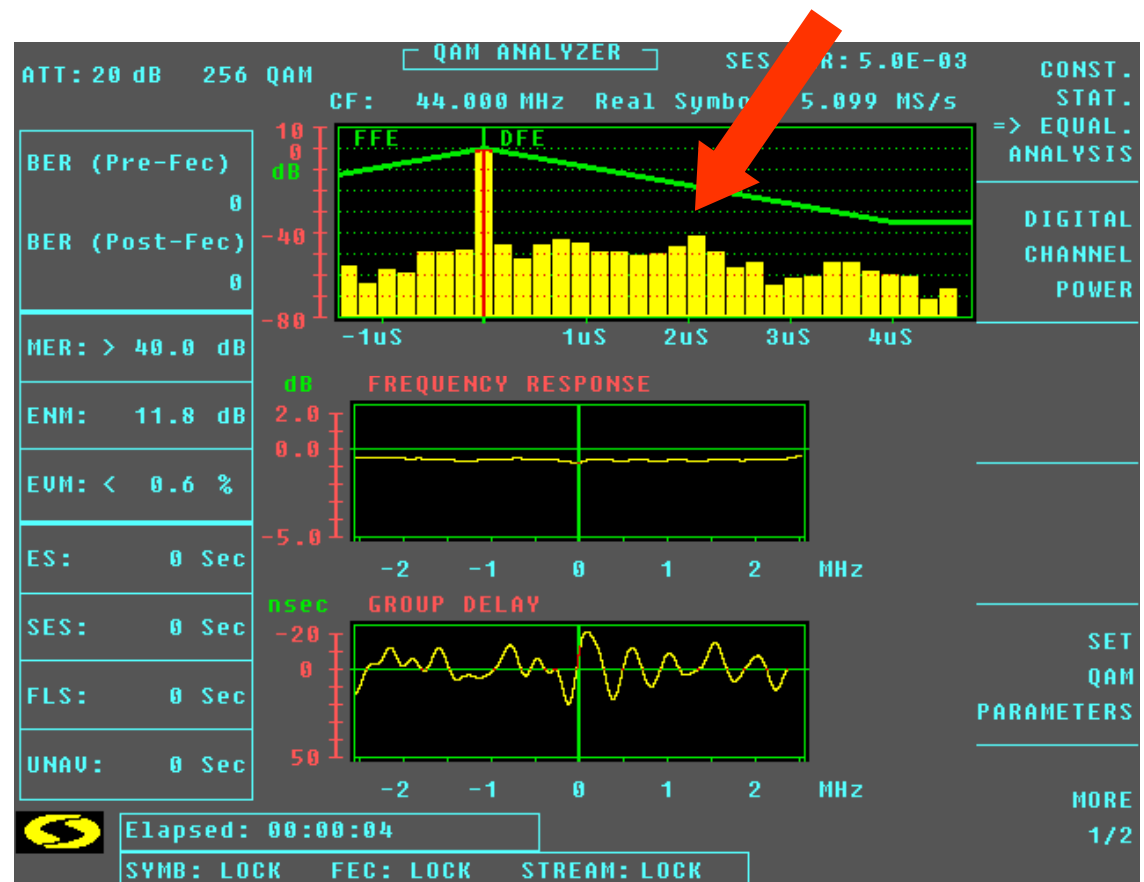 QAM ANALYZER
ATT: 20 dB 256 QAM
SES R: 5.0E-03
CF: 44.000 MHz Real Symbo 5.099 MS/s
BER (Pre-Fec)
0
BER (Post-Fec)
0
MER: > 40.0 dB
ENM: 11.8 dB
EVM: < 0.6 %
ES: 0 Sec
SES: 0 Sec
FLS: 0 Sec
UNAV: 0 Sec
10
0
dB
-40
-80
FFE DFE
-1uS 1uS 2uS 3uS 4uS
dB FREQUENCY RESPONSE
2.0
0.0
-5.0
-2 -1 0 1 2 MHz
nsec GROUP DELAY
-20
0
50
-2 -1 0 1 2 MHz
CONST.
STAT.
=> EQUAL.
ANALYSIS
DIGITAL
CHANNEL
POWER
SET
QAM
PARAMETERS
MORE
1/2
Elapsed: 00:00:04
SYMB: LOCK FEC: LOCK STREAM: LOCK